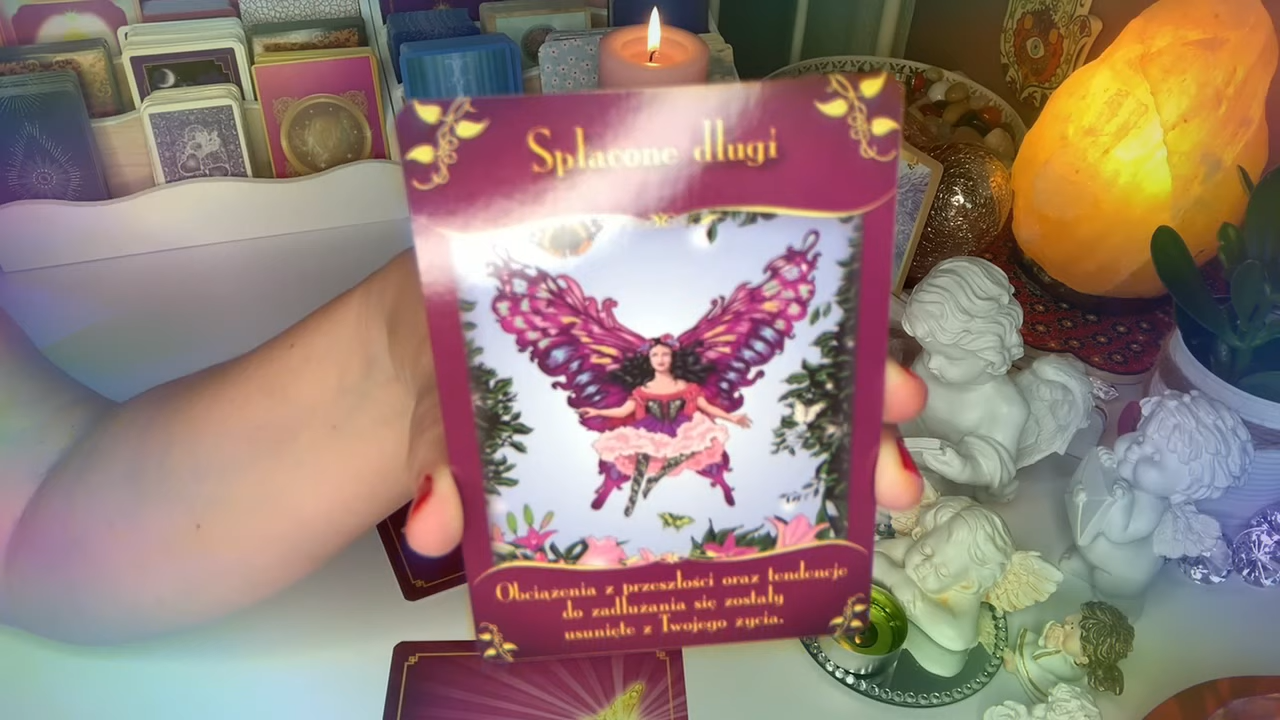 Spłacone długi
Obciążenia z przeszłości oraz tendencje
do zadłużania się zostały
usunięte z Twojego życia.